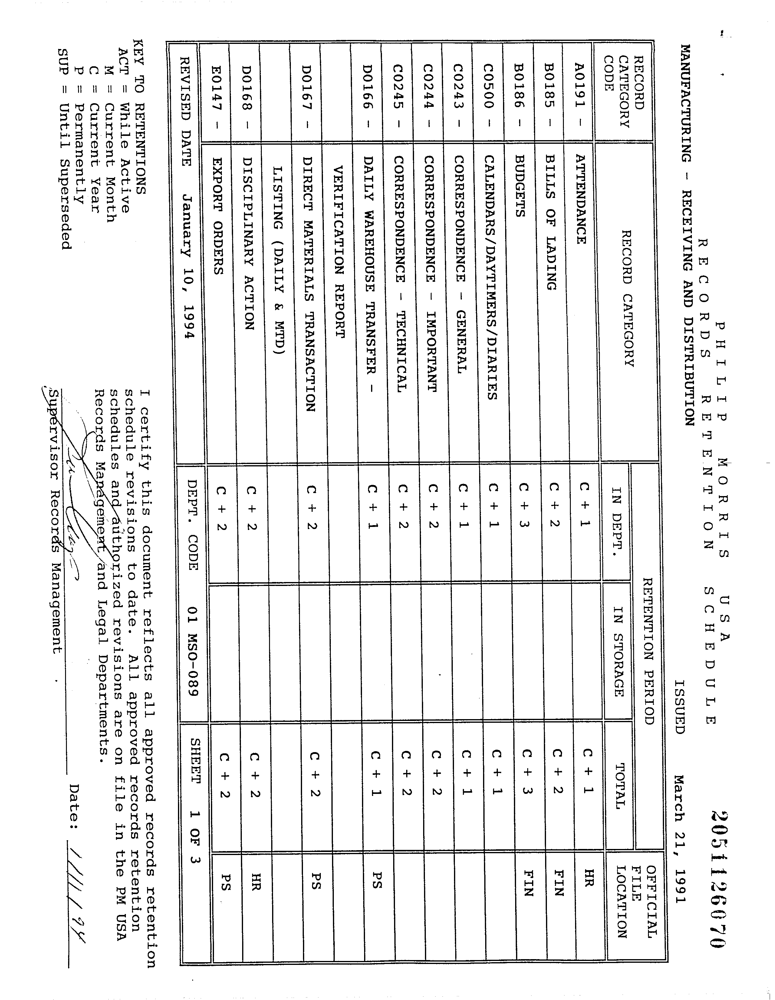 2051126070
P H I L I P   M O R R I S   U S A
R E C O R D S   R E T E N T I O N   S C H E D U L E
MANUFACTURING - RECEIVING AND DISTRIBUTION ISSUED March 21, 1991
RECORD CATEGORY CODE RECORD CATEGORY RETENTION PERIOD OFFICIAL FILE LOCATION
IN DEPT. IN STORAGE TOTAL
A0191 - ATTENDANCE C + 1 C + 1 HR
B0185 - BILLS OF LADING C + 2 C + 2 FIN
B0186 - BUDGETS C + 3 C + 3 FIN
C0500 - CALENDARS/DAYTIMERS/DIARIES C + 1 C + 1
C0243 - CORRESPONDENCE - GENERAL C + 1 C + 1
C0244 - CORRESPONDENCE - IMPORTANT C + 2 C + 2
C0245 - CORRESPONDENCE - TECHNICAL C + 2 C + 2
D0166 - DAILY WAREHOUSE TRANSFER - C + 1 C + 1 PS
VERIFICATION REPORT
D0167 - DIRECT MATERIALS TRANSACTION C + 2 C + 2 PS
LISTING (DAILY & MTD)
D0168 - DISCIPLINARY ACTION C + 2 C + 2 HR
E0147 - EXPORT ORDERS C + 2 C + 2 PS
REVISED DATE January 10, 1994 DEPT. CODE 01 MSO-089 SHEET 1 OF 3
KEY TO RETENTIONS
ACT = While Active
M = Current Month
C = Current Year
P = Permanently
SUP = Until Superseded
I certify this document reflects all approved records retention
schedule revisions to date. All approved records retention
schedules and authorized revisions are on file in the PM USA
Records Management and Legal Departments.
Date: 1/11/94
Supervisor Records Management